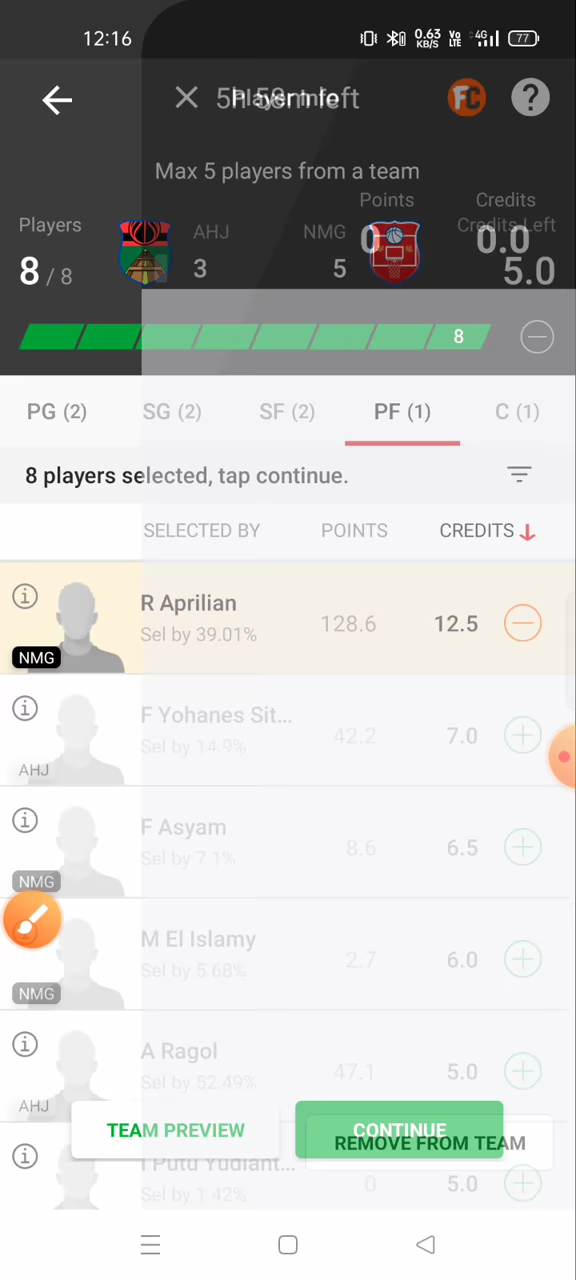 12:16 0.63 KB/S Vo LTE 4G 77
5h 58m left
Player Info
FC ?
Max 5 players from a team
Points Credits
Players AHJ NMG Credits Left
0 0.0
8 / 8 3 5 5.0
8
PG (2) SG (2) SF (2) PF (1) C (1)
8 players selected, tap continue.
SELECTED BY POINTS CREDITS
R Aprilian
Sel by 39.01% 128.6 12.5
NMG
F Yohanes Sit...
Sel by 14.9% 42.2 7.0
AHJ
F Asyam
Sel by 7.1% 8.6 6.5
NMG
M El Islamy
Sel by 5.68% 2.7 6.0
NMG
A Ragol
Sel by 52.49% 47.1 5.0
AHJ
TEAM PREVIEW CONTINUE
REMOVE FROM TEAM
I Putu Yudiant...
Sel by 1.42% 0 5.0